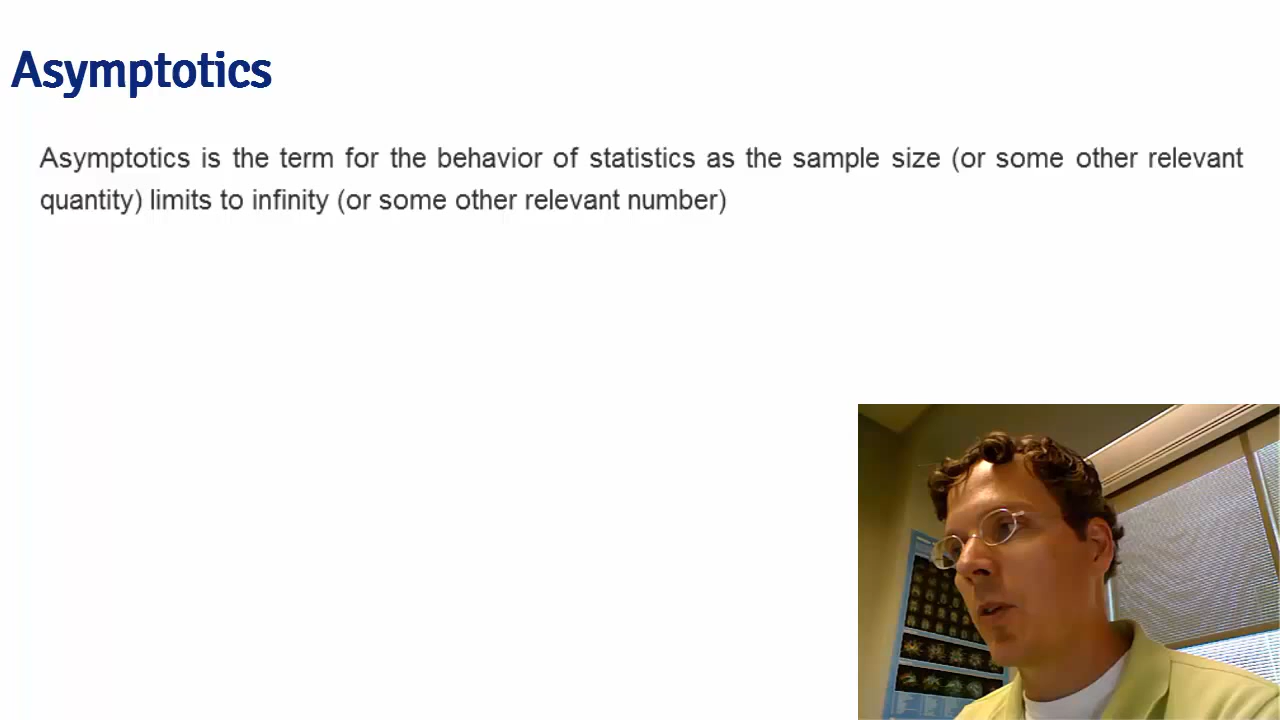 Asymptotics
Asymptotics is the term for the behavior of statistics as the sample size (or some other relevant
quantity) limits to infinity (or some other relevant number)